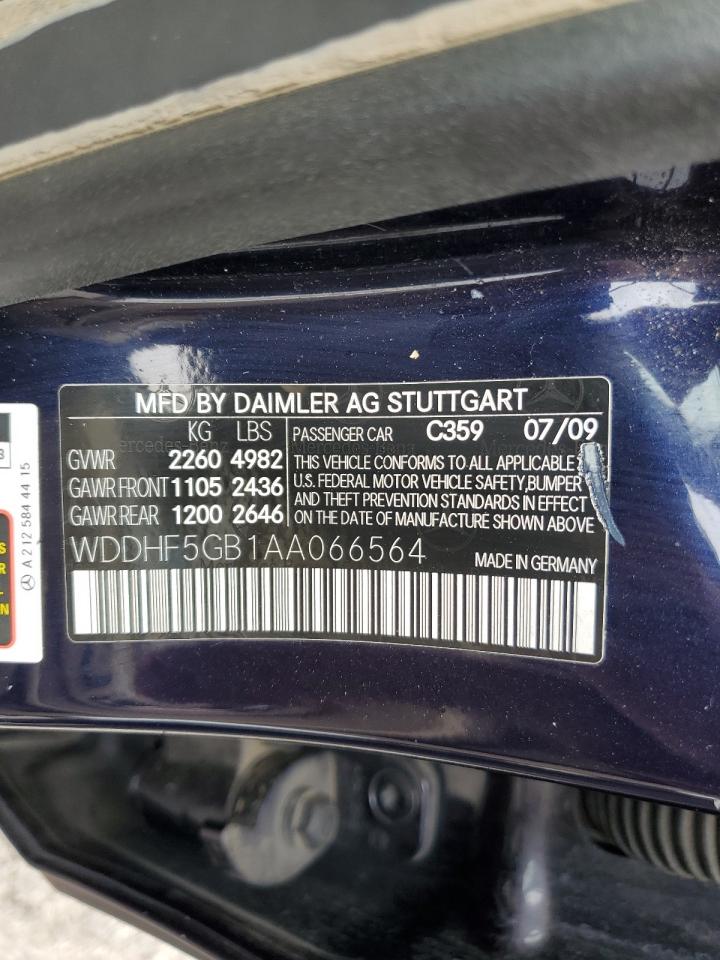 MFD BY DAIMLER AG STUTTGART
KG LBS
GVWR 2260 4982
GAWR FRONT 1105 2436
GAWR REAR 1200 2646
PASSENGER CAR C359 07/09
THIS VEHICLE CONFORMS TO ALL APPLICABLE
U.S. FEDERAL MOTOR VEHICLE SAFETY,BUMPER
AND THEFT PREVENTION STANDARDS IN EFFECT
ON THE DATE OF MANUFACTURE SHOWN ABOVE
WDDHF5GB1AA066564 MADE IN GERMANY
A 212 584 44 15